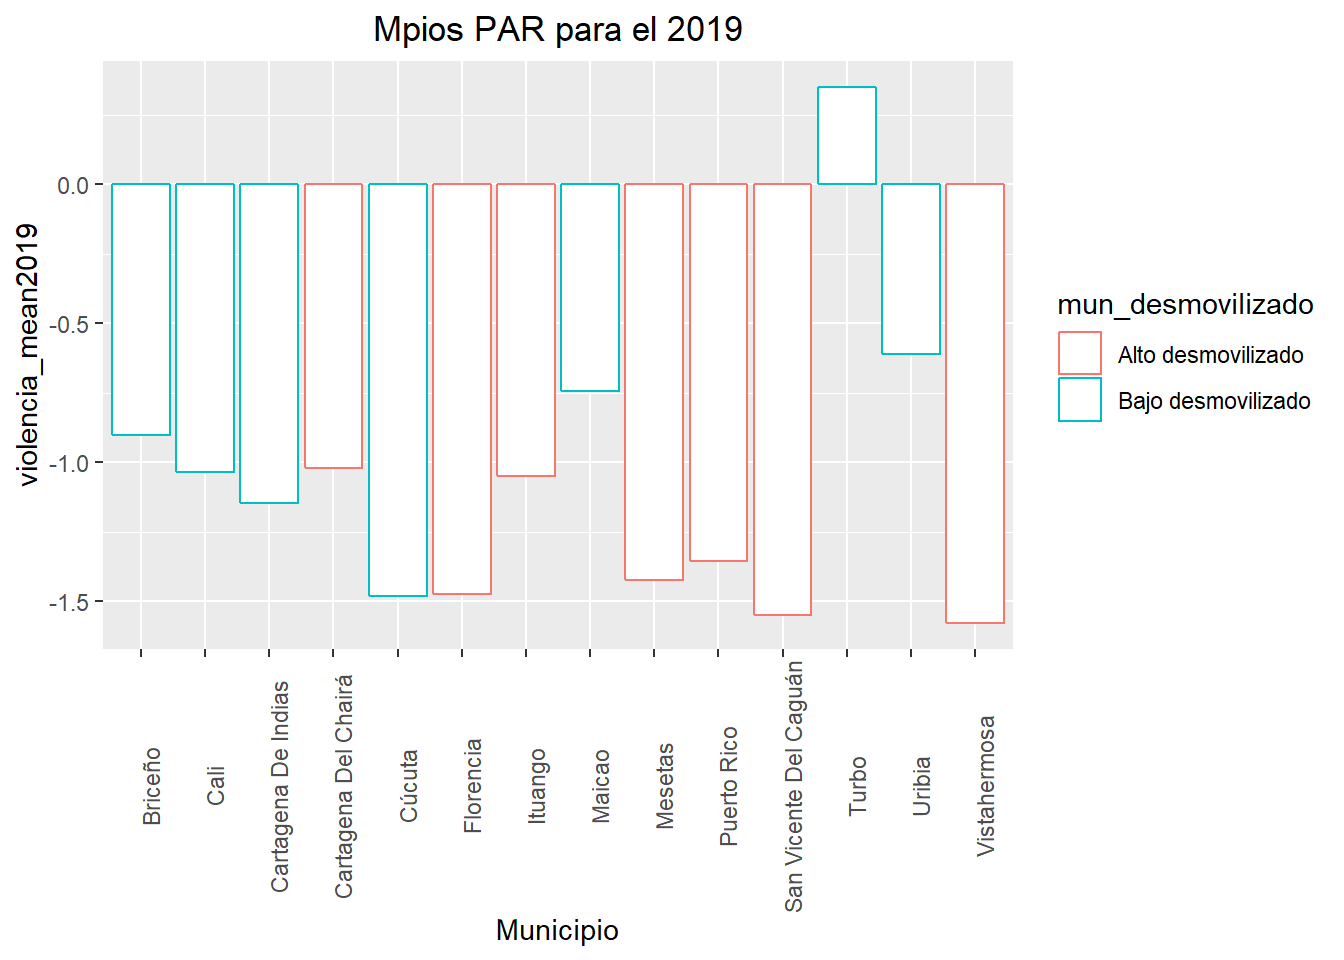 Mpios PAR para el 2019
violencia_mean2019
0.0
-0.5
-1.0
-1.5
Briceño
Cali
Cartagena De Indias
Cartagena Del Chairá
Cúcuta
Florencia
Ituango
Maicao
Mesetas
Puerto Rico
San Vicente Del Caguán
Turbo
Uribia
Vistahermosa
Municipio
mun_desmovilizado
Alto desmovilizado
Bajo desmovilizado